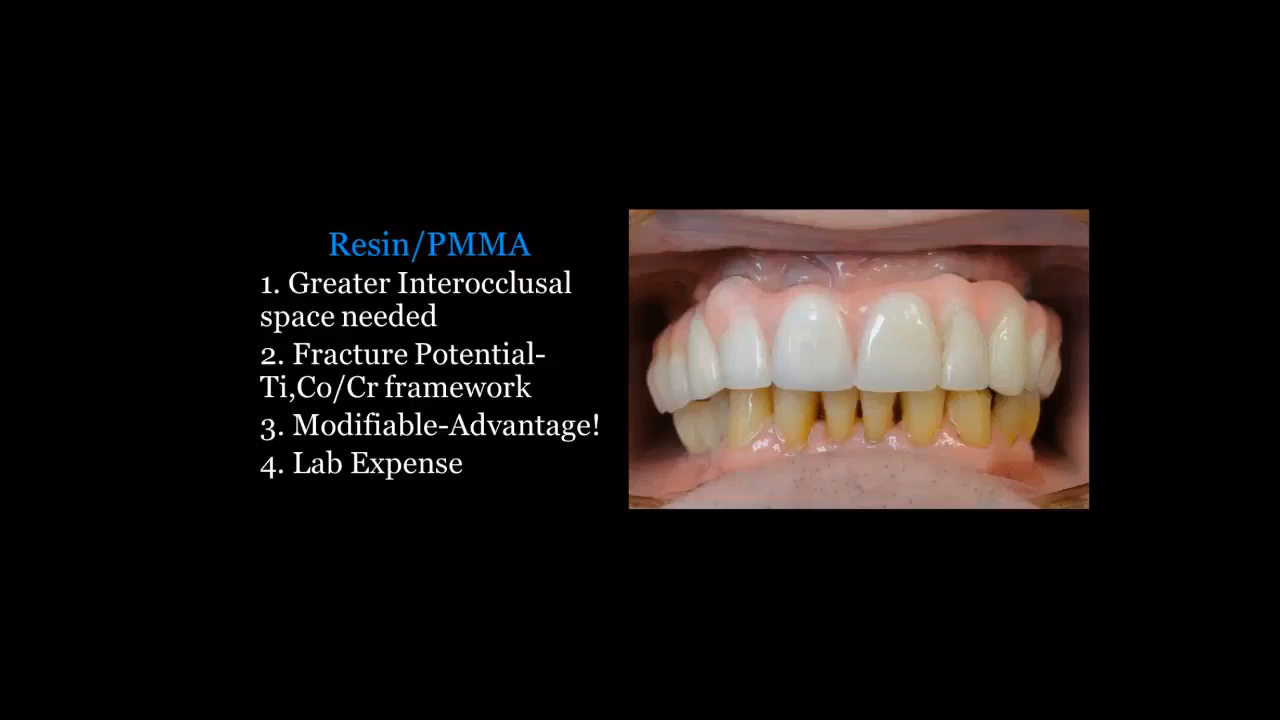 Resin/PMMA
1. Greater Interocclusal
space needed
2. Fracture Potential-
Ti,Co/Cr framework
3. Modifiable-Advantage!
4. Lab Expense